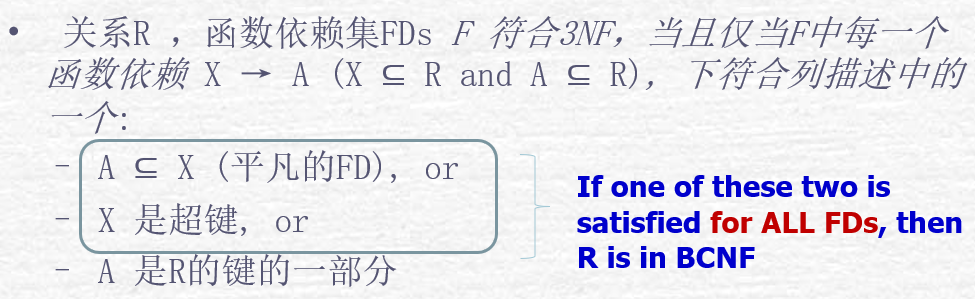 • 关系R ，函数依赖集FDs F 符合3NF，当且仅当F中每一个
函数依赖 X → A (X ⊆ R and A ⊆ R), 下符合列描述中的
一个:
– A ⊆ X (平凡的FD), or
– X 是超键, or
– A 是R的键的一部分
If one of these two is
satisfied for ALL FDs, then
R is in BCNF